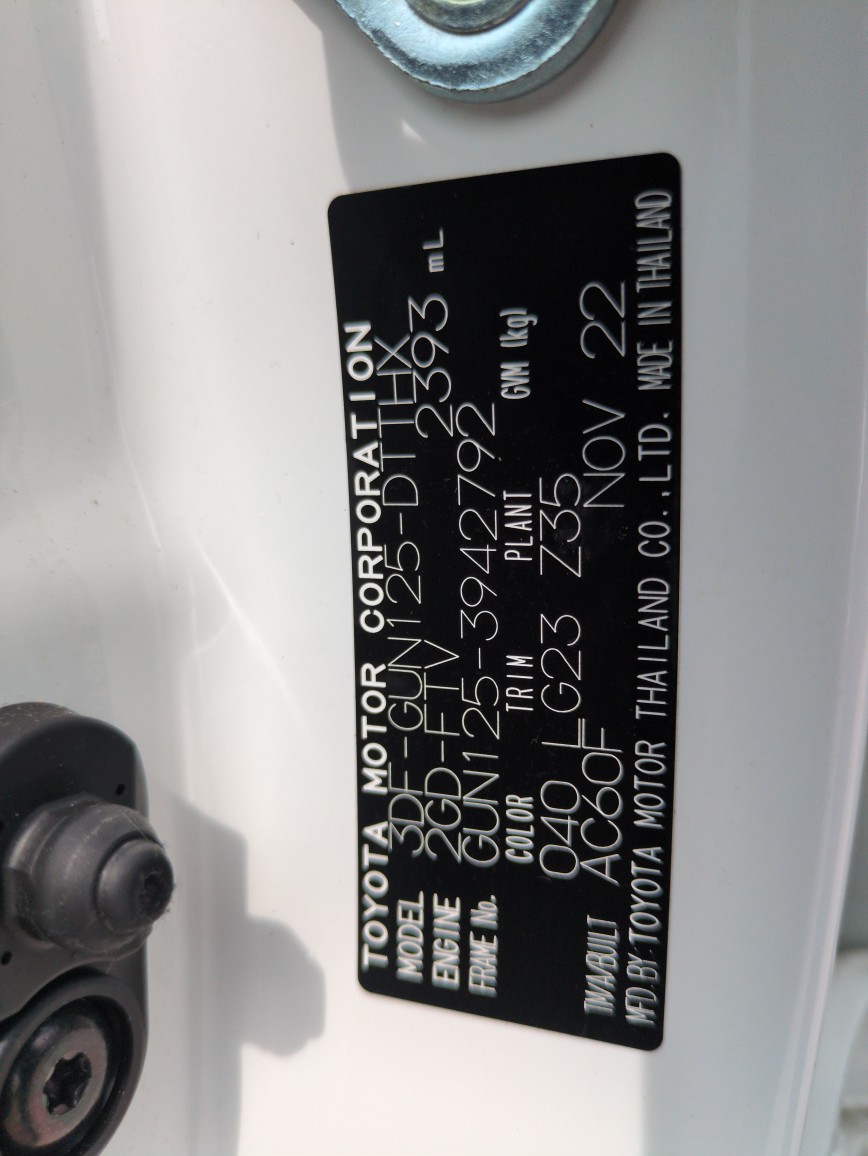 TOYOTA MOTOR CORPORATION
MODEL 3DF-GUN125-DTTHX
ENGINE 2GD-FTV 2393 mL
FRAME No. GUN125-3942792
COLOR TRIM PLANT GVM (kg)
040 LG23 Z35
T/M/A/BUILT AC60F NOV 22
MFD BY: TOYOTA MOTOR THAILAND CO.,LTD. MADE IN THAILAND